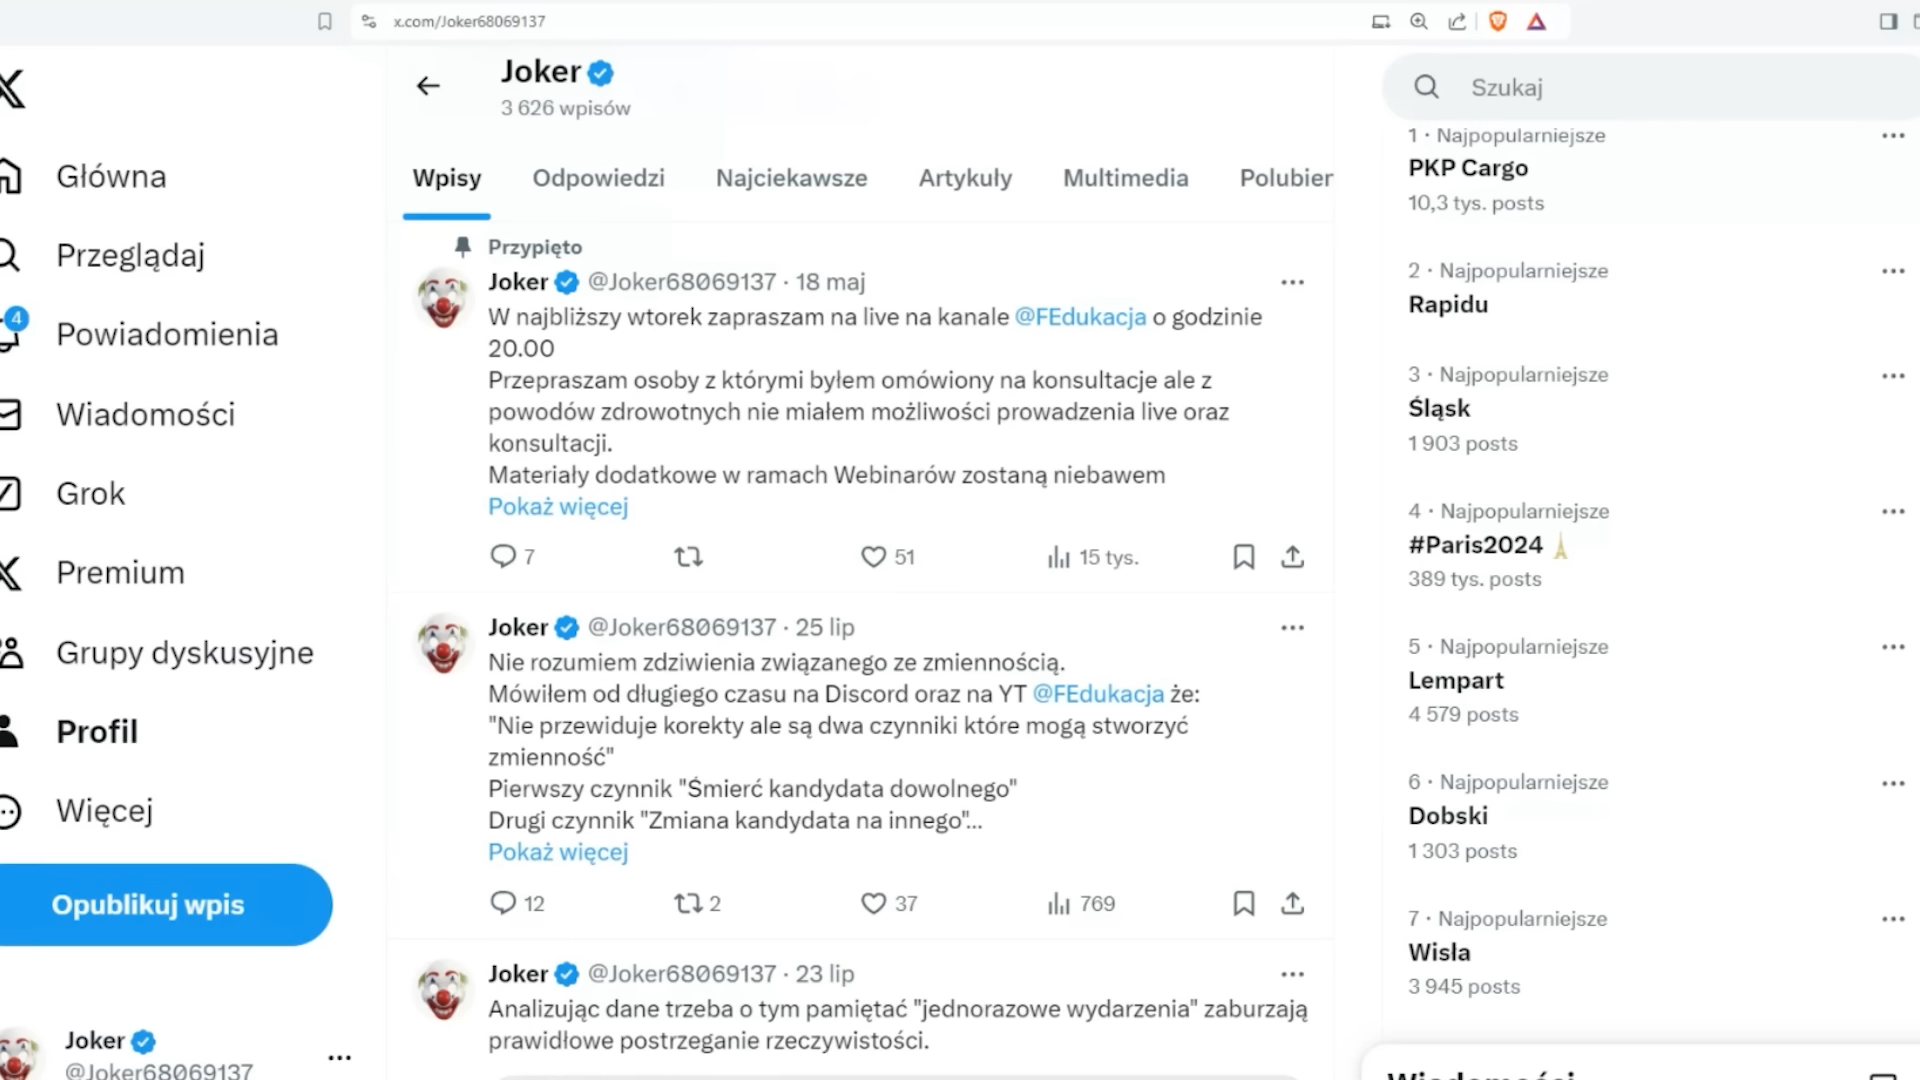 x.com/Joker68069137
Joker
3 626 wpisów
Szukaj
Główna
Przeglądaj
4
Powiadomienia
Wiadomości
Grok
Premium
Grupy dyskusyjne
Profil
Więcej
Opublikuj wpis
Joker
@Joker68069137
Wpisy Odpowiedzi Najciekawsze Artykuły Multimedia Polubier
Przypięto
Joker @Joker68069137 · 18 maj
W najbliższy wtorek zapraszam na live na kanale @FEdukacja o godzinie
20.00
Przepraszam osoby z którymi byłem omówiony na konsultacje ale z
powodów zdrowotnych nie miałem możliwości prowadzenia live oraz
konsultacji.
Materiały dodatkowe w ramach Webinarów zostaną niebawem
Pokaż więcej
7 51 15 tys.
Joker @Joker68069137 · 25 lip
Nie rozumiem zdziwienia związanego ze zmiennością.
Mówiłem od długiego czasu na Discord oraz na YT @FEdukacja że:
"Nie przewiduje korekty ale są dwa czynniki które mogą stworzyć
zmienność"
Pierwszy czynnik "Śmierć kandydata dowolnego"
Drugi czynnik "Zmiana kandydata na innego"...
Pokaż więcej
12 2 37 769
Joker @Joker68069137 · 23 lip
Analizując dane trzeba o tym pamiętać "jednorazowe wydarzenia" zaburzają
prawidłowe postrzeganie rzeczywistości.
1 · Najpopularniejsze
PKP Cargo
10,3 tys. posts
2 · Najpopularniejsze
Rapidu
3 · Najpopularniejsze
Śląsk
1 903 posts
4 · Najpopularniejsze
#Paris2024
389 tys. posts
5 · Najpopularniejsze
Lempart
4 579 posts
6 · Najpopularniejsze
Dobski
1 303 posts
7 · Najpopularniejsze
Wisla
3 945 posts
Wiadomości